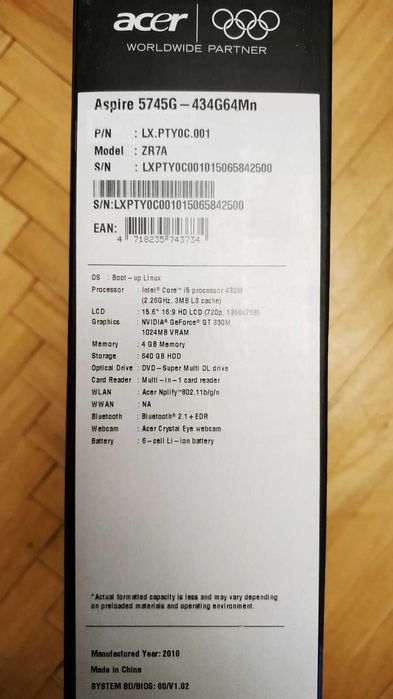 acer
WORLDWIDE PARTNER
Aspire 5745G – 434G64Mn
P/N : LX.PTY0C.001
Model : ZR7A
S/N : LXPTY0C001015065842500
S/N:LXPTY0C001015065842500
EAN:
4 718235 743734
OS : Boot-up Linux
Processor : Intel® Core™ i5 processor 430M
(2.26GHz, 3MB L3 cache)
LCD : 15.6" 16:9 HD LCD (720p, 1366x768)
Graphics : NVIDIA® GeForce® GT 330M
1024MB VRAM
Memory : 4 GB Memory
Storage : 640 GB HDD
Optical Drive : DVD-Super Multi DL drive
Card Reader : Multi-in-1 card reader
WLAN : Acer Nplify™802.11b/g/n
WWAN : NA
Bluetooth : Bluetooth® 2.1+EDR
Webcam : Acer Crystal Eye webcam
Battery : 6-cell Li-ion battery
*Actual formatted capacity is less and may vary depending
on preloaded materials and operating environment.
Manufactured Year: 2010
Made in China
SYSTEM BD/BIOS: 00/V1.02